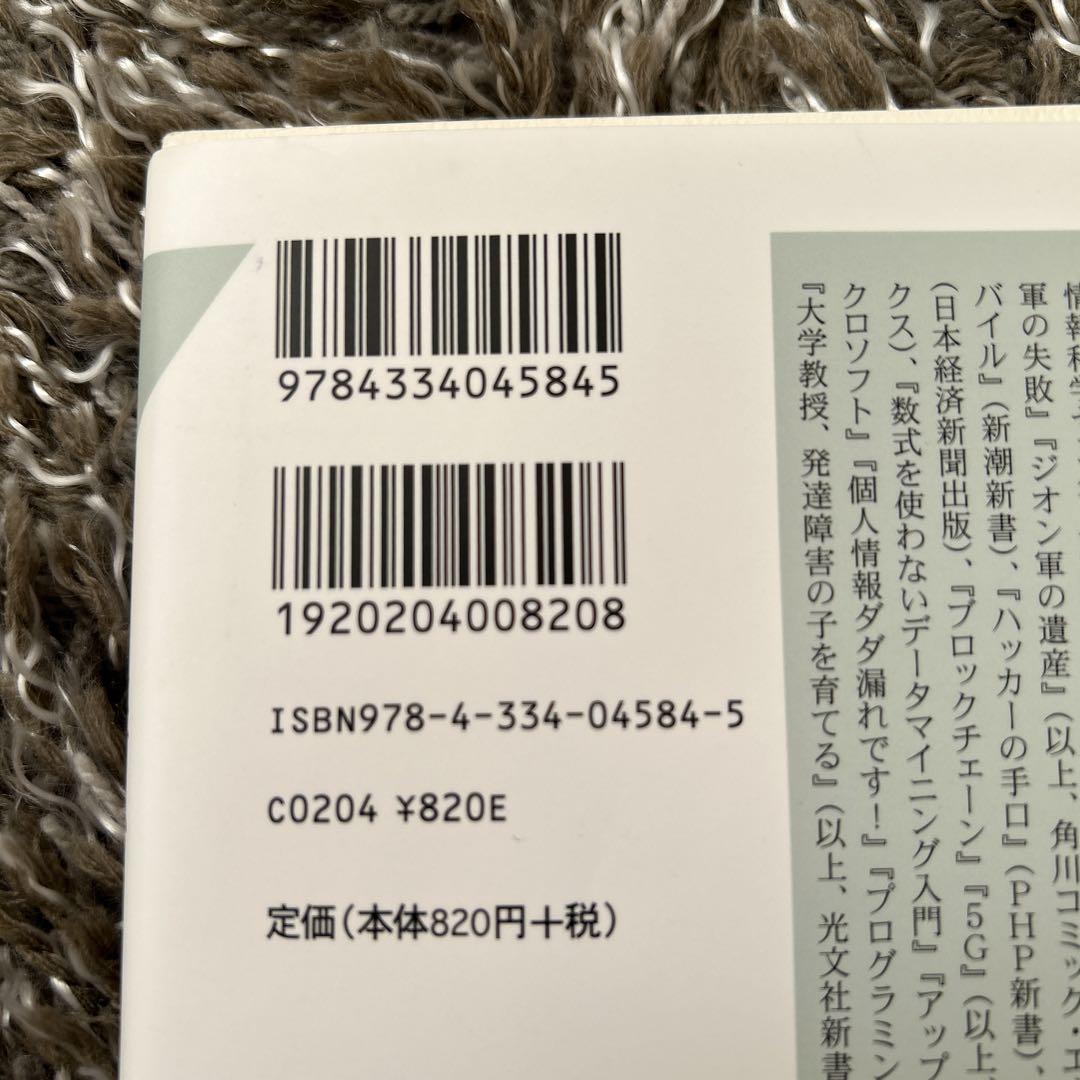 9784334045845
1920204008208
ISBN978-4-334-04584-5
C0204 ¥820E
定価(本体820円+税)
軍の失敗』『ジオン軍の遺産』(以上、角川コミックス・エ
バイル』(新潮新書)、『ハッカーの手口』(PHP新書)、
(日本経済新聞出版)、『ブロックチェーン』『5G』(以上、
クス)、『数式を使わないデータマイニング入門』『アップ
クロソフト』『個人情報ダダ漏れです!』『プログラミン
『大学教授、発達障害の子を育てる』(以上、光文社新書